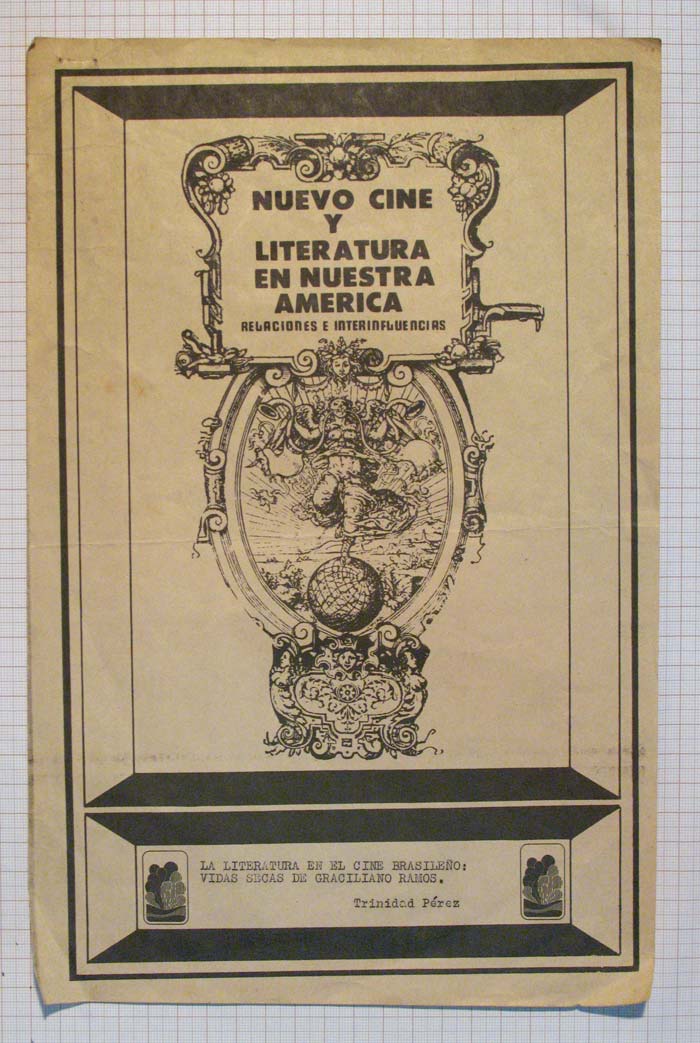 NUEVO CINE
Y
LITERATURA
EN NUESTRA
AMERICA
RELACIONES E INTERINFLUENCIAS
LA LITERATURA EN EL CINE BRASILEÑO:
VIDAS SECAS DE GRACILIANO RAMOS.
Trinidad Pérez